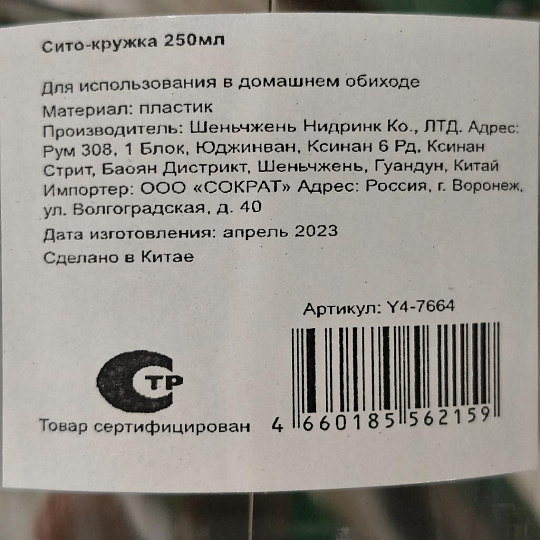 Сито-кружка 250мл
Для использования в домашнем обиходе
Материал: пластик
Производитель: Шеньчжень Нидринк Ко., ЛТД. Адрес:
Рум 308, 1 Блок, Юджинван, Ксинан 6 Рд, Ксинан
Стрит, Баоян Дистрикт, Шеньчжень, Гуандун, Китай
Импортер: ООО «СОКРАТ» Адрес: Россия, г. Воронеж,
ул. Волгоградская, д. 40
Дата изготовления: апрель 2023
Сделано в Китае
Артикул: Y4-7664
СТР
Товар сертифицирован
4 660185 562159